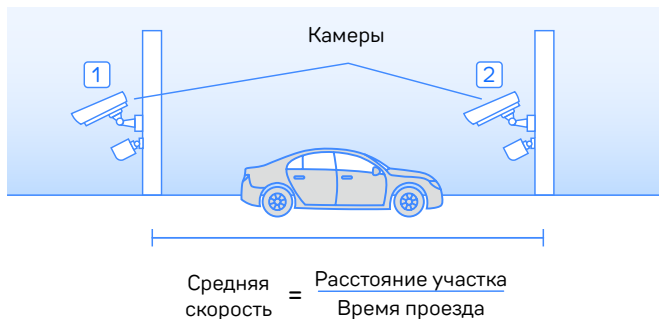 Камеры
1
2
Средняя
скорость
=
Расстояние участка
Время проезда